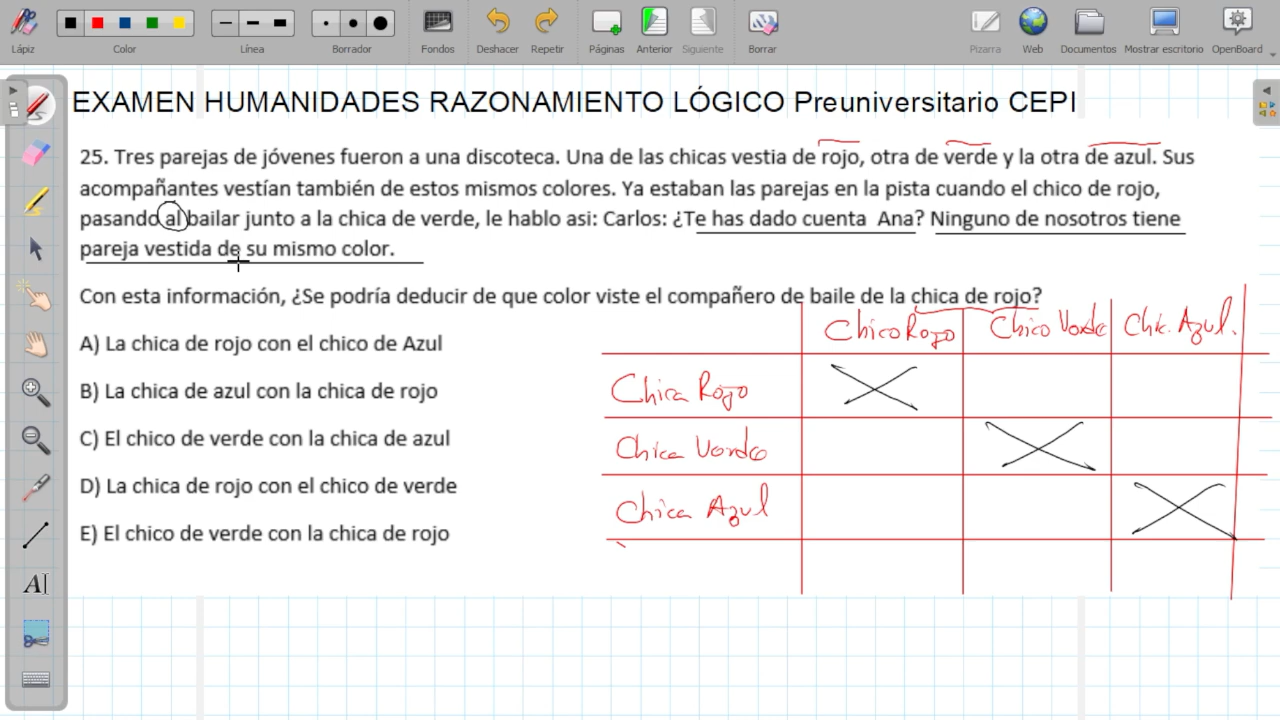 Lápiz Color Línea Borrador Fondos Deshacer Repetir Páginas Anterior Siguiente Borrar Pizarra Web Documentos Mostrar escritorio OpenBoard
EXAMEN HUMANIDADES RAZONAMIENTO LÓGICO Preuniversitario CEPI
25. Tres parejas de jóvenes fueron a una discoteca. Una de las chicas vestia de rojo, otra de verde y la otra de azul. Sus
acompañantes vestían también de estos mismos colores. Ya estaban las parejas en la pista cuando el chico de rojo,
pasando al bailar junto a la chica de verde, le hablo asi: Carlos: ¿Te has dado cuenta Ana? Ninguno de nosotros tiene
pareja vestida de su mismo color.
Con esta información, ¿Se podría deducir de que color viste el compañero de baile de la chica de rojo?
A) La chica de rojo con el chico de Azul
B) La chica de azul con la chica de rojo
C) El chico de verde con la chica de azul
D) La chica de rojo con el chico de verde
E) El chico de verde con la chica de rojo
Chico Rojo Chico Verde Chic. Azul.
Chica Rojo
Chica Verde
Chica Azul
AI